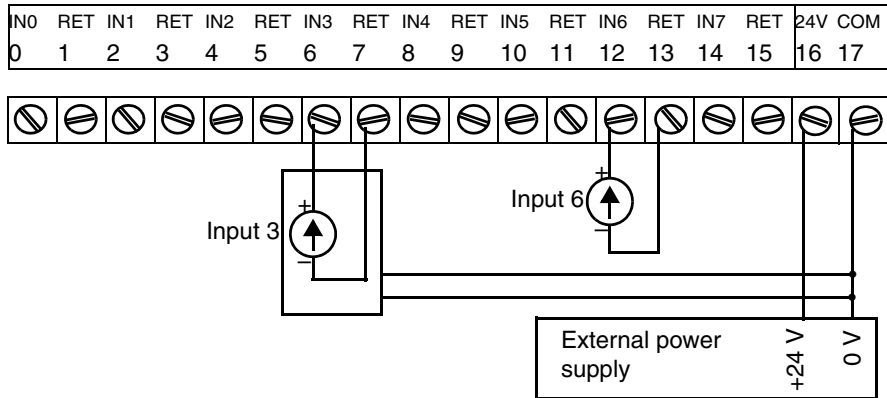 IN0 RET IN1 RET IN2 RET IN3 RET IN4 RET IN5 RET IN6 RET IN7 RET 24V COM
0 1 2 3 4 5 6 7 8 9 10 11 12 13 14 15 16 17
+
Input 6
–
+
Input 3
–
External power
supply
+24 V
0 V